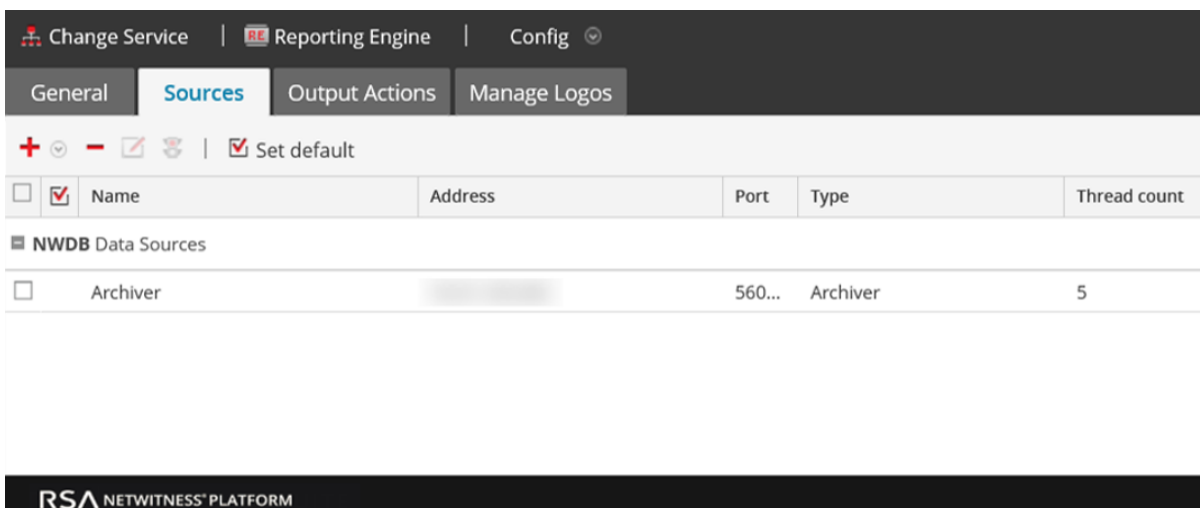 Change Service | RE Reporting Engine | Config
General Sources Output Actions Manage Logos
Set default
Name Address Port Type Thread count
NWDB Data Sources
Archiver 560... Archiver 5
RSA NETWITNESS® PLATFORM